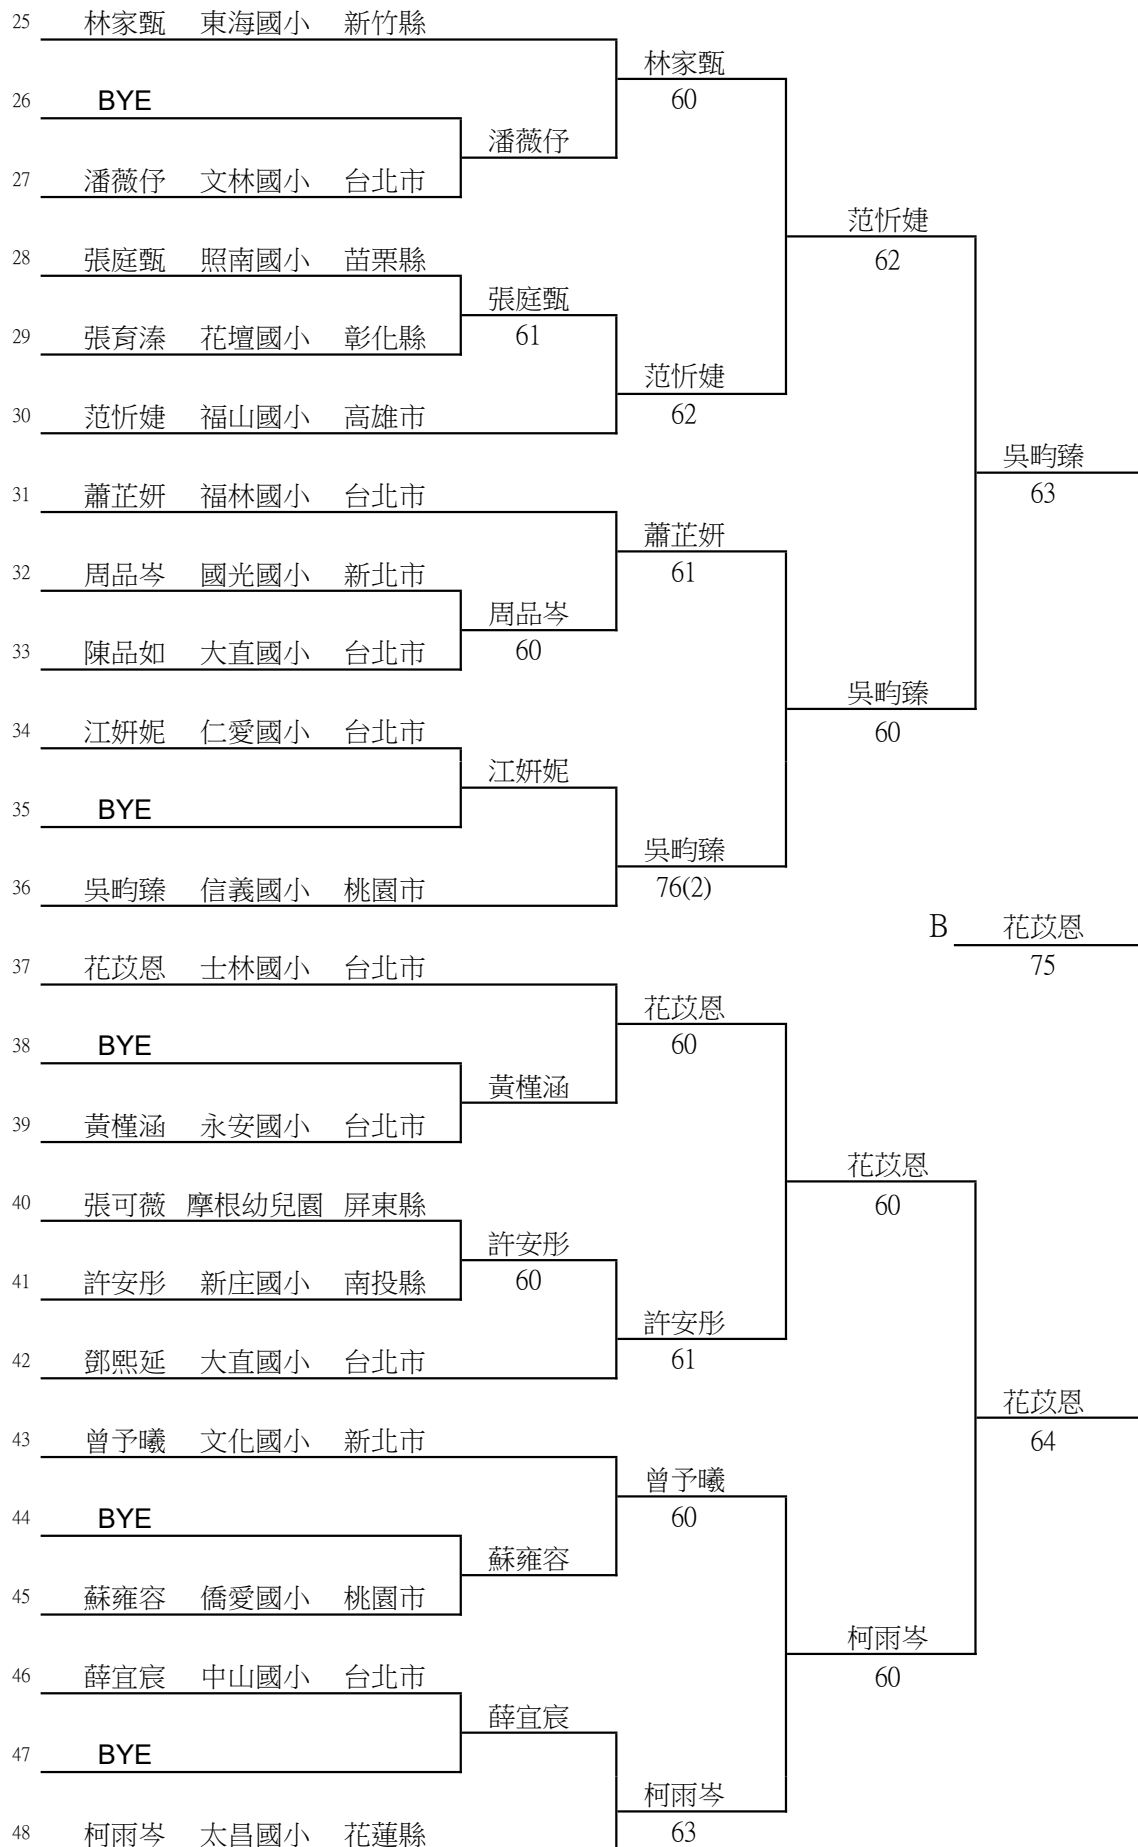 25 林家甄 東海國小 新竹縣
林家甄
26 BYE
60
潘薇伃
27 潘薇伃 文林國小 台北市
范忻婕
28 張庭甄 照南國小 苗栗縣
62
張庭甄
29 張育溱 花壇國小 彰化縣
61
范忻婕
30 范忻婕 福山國小 高雄市
62
吳畇臻
31 蕭芷妍 福林國小 台北市
63
蕭芷妍
32 周品岑 國光國小 新北市
61
周品岑
33 陳品如 大直國小 台北市
60
吳畇臻
34 江妍妮 仁愛國小 台北市
60
江妍妮
35 BYE
吳畇臻
36 吳畇臻 信義國小 桃園市
76(2)
B 花苡恩
37 花苡恩 士林國小 台北市
75
花苡恩
38 BYE
60
黃槿涵
39 黃槿涵 永安國小 台北市
花苡恩
40 張可薇 摩根幼兒園 屏東縣
60
許安彤
41 許安彤 新庄國小 南投縣
60
許安彤
42 鄧熙延 大直國小 台北市
61
花苡恩
43 曾予曦 文化國小 新北市
64
曾予曦
44 BYE
60
蘇雍容
45 蘇雍容 僑愛國小 桃園市
柯雨岑
46 薛宜宸 中山國小 台北市
60
薛宜宸
47 BYE
柯雨岑
48 柯雨岑 太昌國小 花蓮縣
63